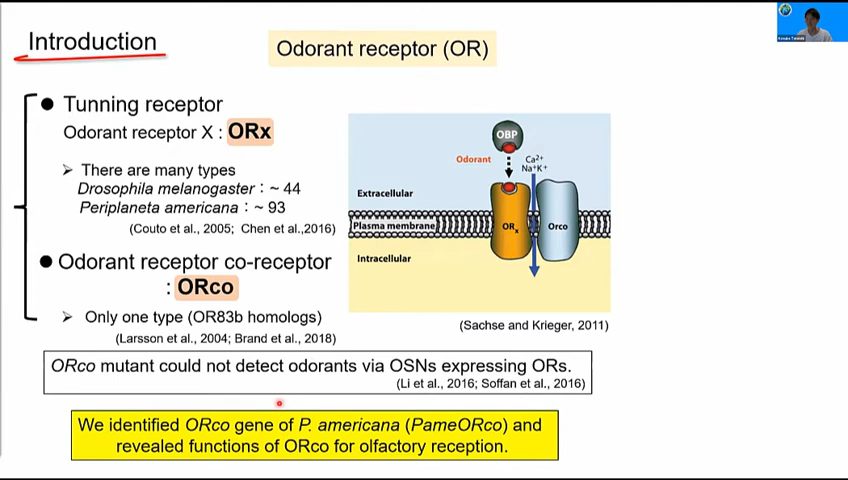 Introduction
Odorant receptor (OR)
● Tunning receptor
Odorant receptor X : ORx
➢ There are many types
Drosophila melanogaster : ~ 44
Periplaneta americana : ~ 93
(Couto et al., 2005; Chen et al.,2016)
● Odorant receptor co-receptor
: ORco
➢ Only one type (OR83b homologs)
(Larsson et al., 2004; Brand et al., 2018)
OBP
Odorant
Ca²⁺
Na⁺K⁺
Extracellular
Plasma membrane
ORx
Orco
Intracellular
(Sachse and Krieger, 2011)
ORco mutant could not detect odorants via OSNs expressing ORs.
(Li et al., 2016; Soffan et al., 2016)
We identified ORco gene of P. americana (PameORco) and
revealed functions of ORco for olfactory reception.